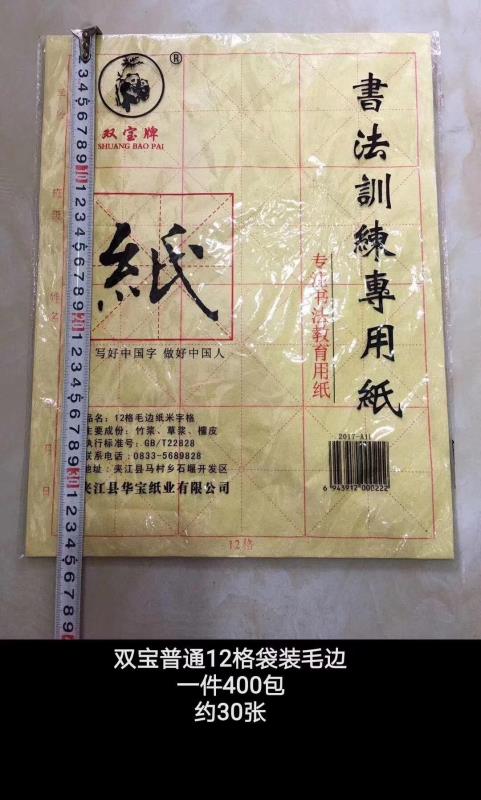 ®
双宝牌
SHUANG BAO PAI
書法訓練專用紙
紙
专注书法教育用纸
写好中国字 做好中国人
品名：12格毛边纸米字格
主要成份：竹浆、草浆、檀皮
执行标准号：GB/T22828
联系电话：0833-5689828
地址：夹江县马村乡石堰开发区
夹江县华宝纸业有限公司
2017-A11
6 943912 000222
12格
双宝普通12格袋装毛边
一件400包
约30张